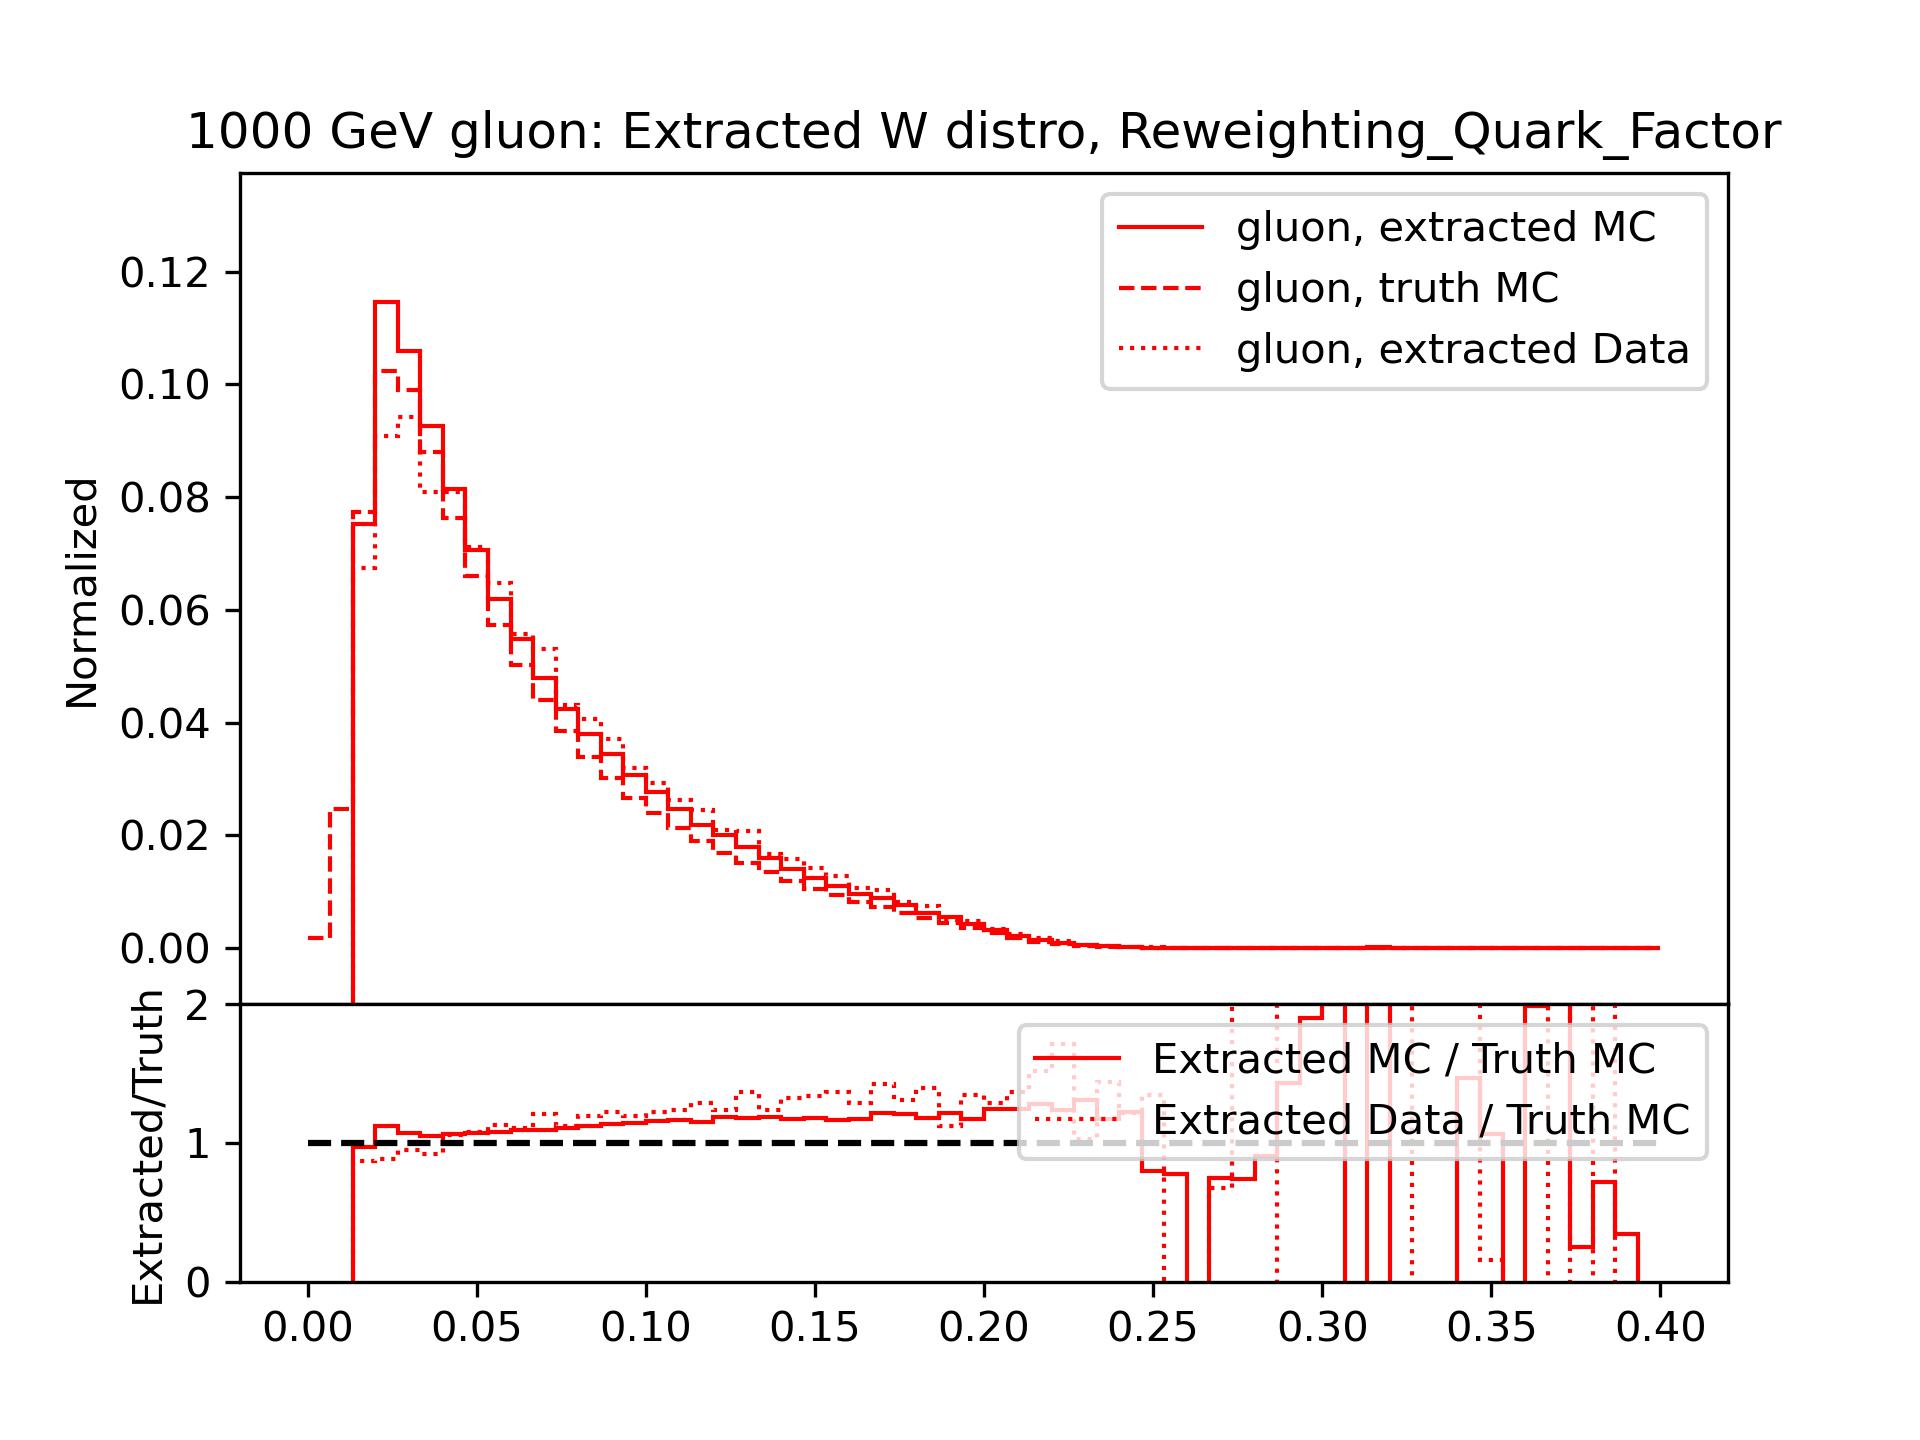 1000 GeV gluon: Extracted W distro, Reweighting_Quark_Factor
gluon, extracted MC
gluon, truth MC
gluon, extracted Data
Normalized
0.12
0.10
0.08
0.06
0.04
0.02
0.00
Extracted/Truth
2
1
0
Extracted MC / Truth MC
Extracted Data / Truth MC
0.00 0.05 0.10 0.15 0.20 0.25 0.30 0.35 0.40